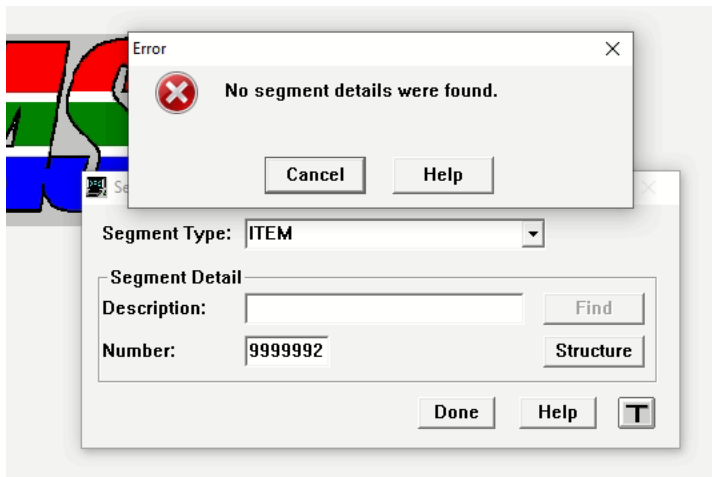 Error
No segment details were found.
Cancel Help
Se
Segment Type: ITEM
Segment Detail
Description: Find
Number: 9999992 Structure
Done Help T